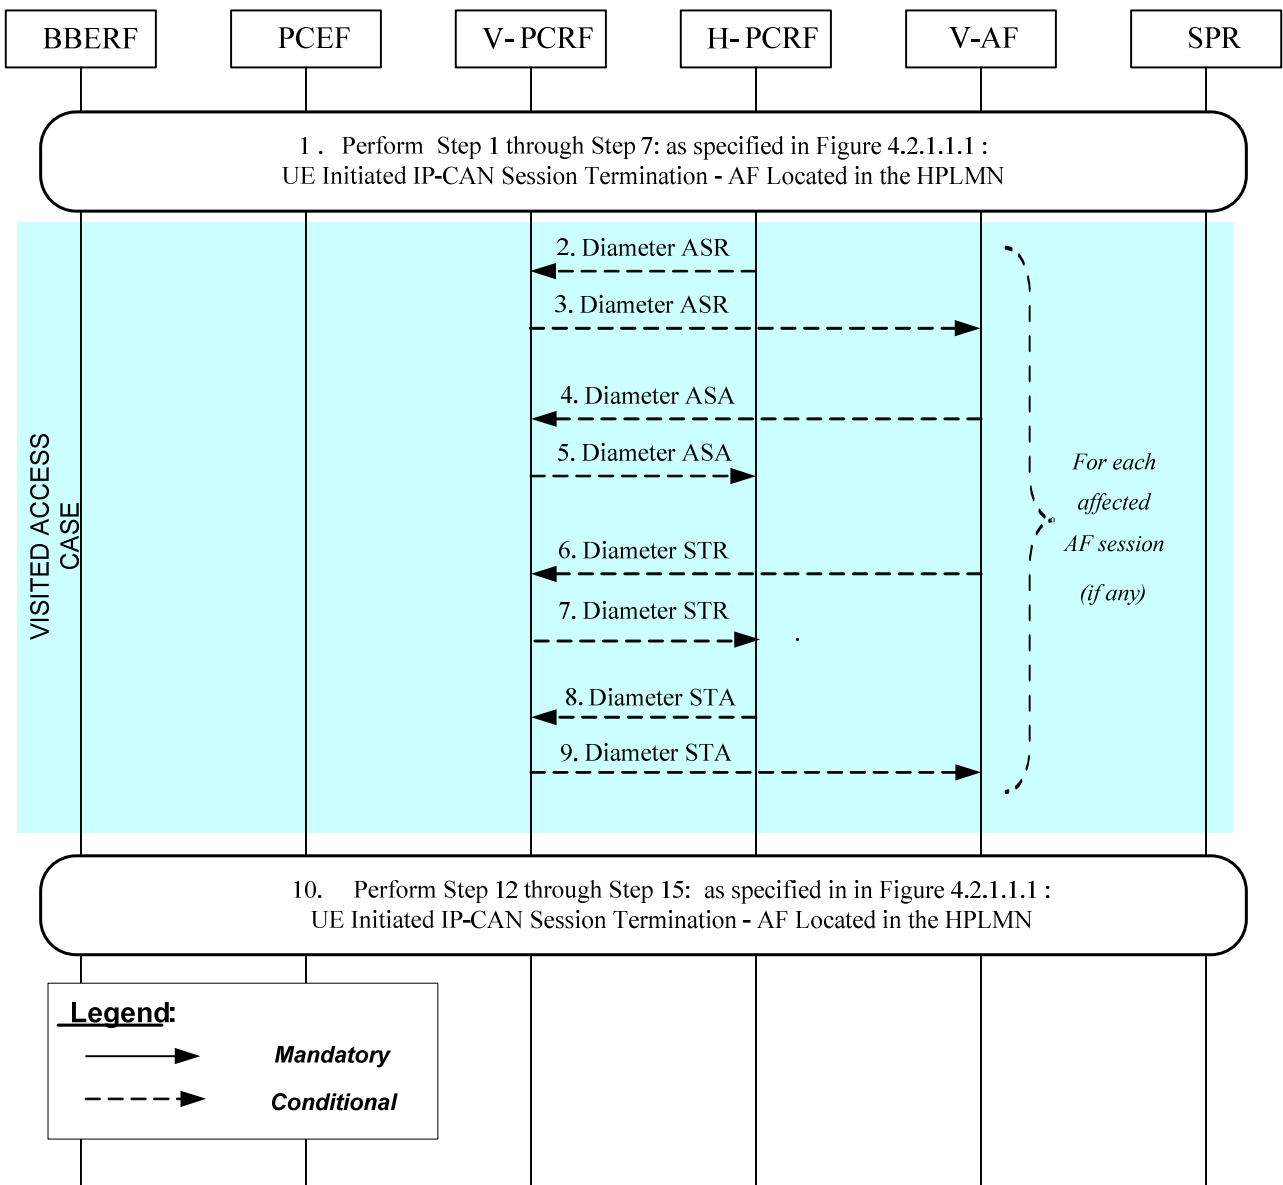 BBERF
PCEF
V-PCRF
H-PCRF
V-AF
SPR
1 . Perform Step 1 through Step 7: as specified in Figure 4.2.1.1.1 :
UE Initiated IP-CAN Session Termination - AF Located in the HPLMN
VISITED ACCESS
CASE
2. Diameter ASR
3. Diameter ASR
4. Diameter ASA
5. Diameter ASA
6. Diameter STR
7. Diameter STR
8. Diameter STA
9. Diameter STA
For each
affected
AF session
(if any)
10. Perform Step 12 through Step 15: as specified in in Figure 4.2.1.1.1 :
UE Initiated IP-CAN Session Termination - AF Located in the HPLMN
Legend:
Mandatory
Conditional